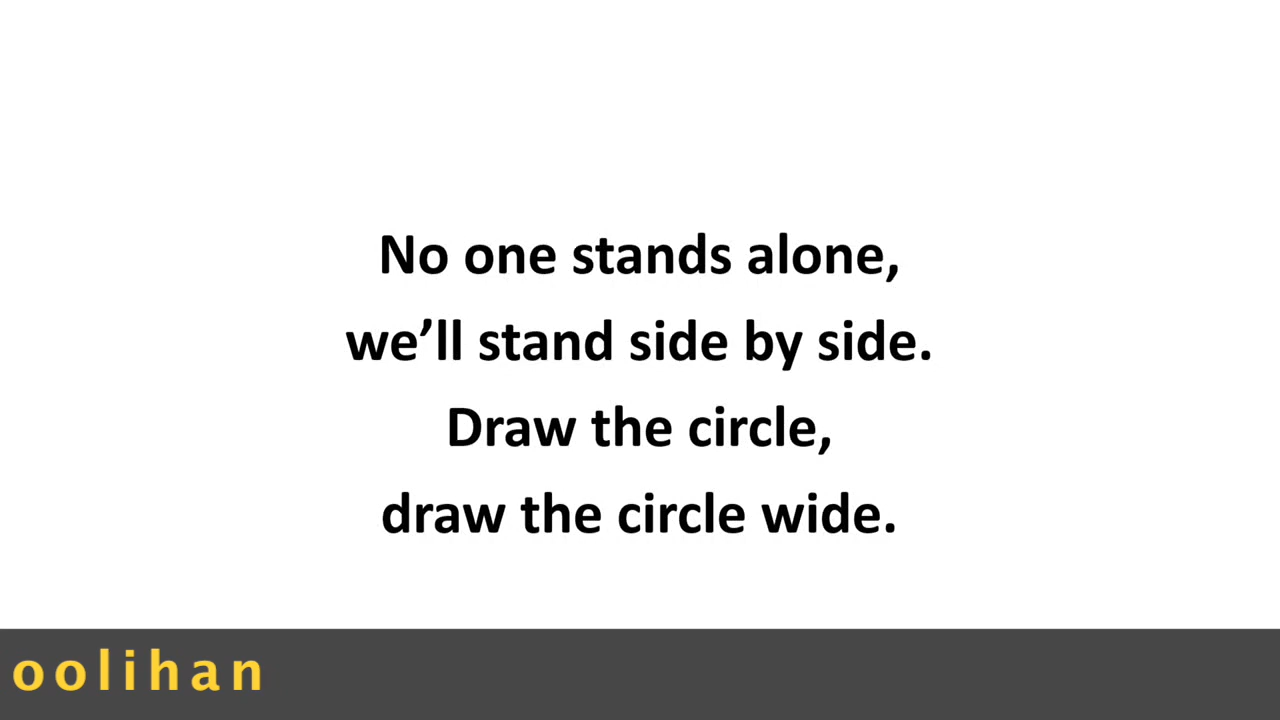 No one stands alone,
we’ll stand side by side.
Draw the circle,
draw the circle wide.
oolihan